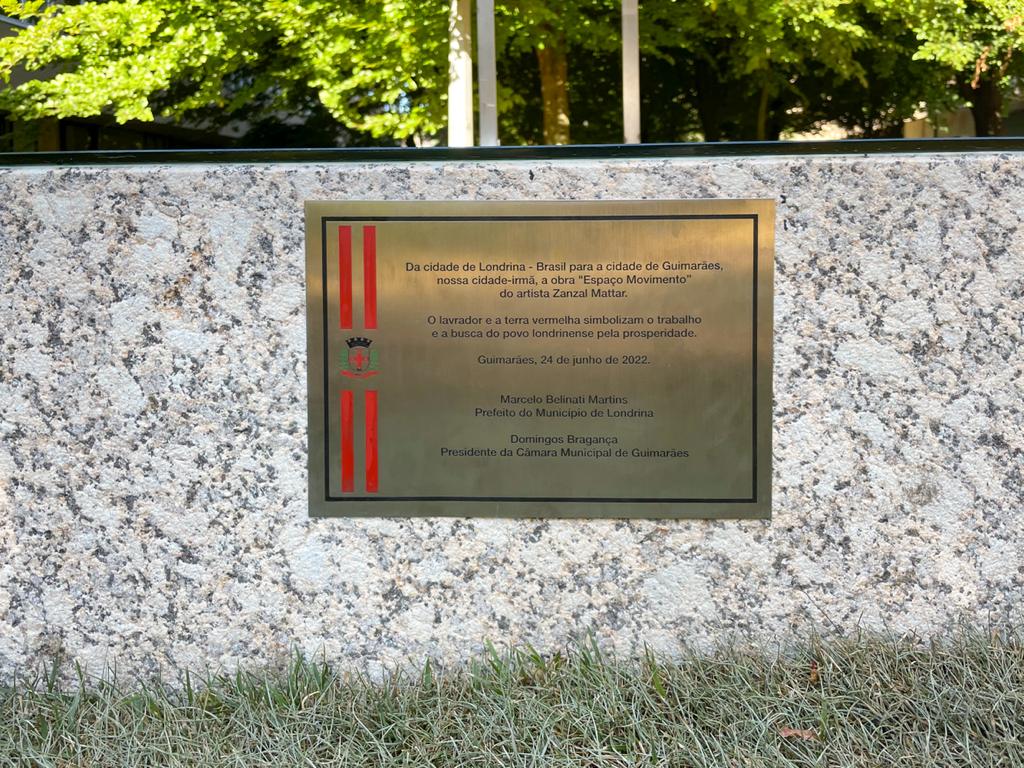 Da cidade de Londrina - Brasil para a cidade de Guimarães,
nossa cidade-irmã, a obra "Espaço Movimento"
do artista Zanzal Mattar.
O lavrador e a terra vermelha simbolizam o trabalho
e a busca do povo londrinense pela prosperidade.
Guimarães, 24 de junho de 2022.
Marcelo Belinati Martins
Prefeito do Município de Londrina
Domingos Bragança
Presidente da Câmara Municipal de Guimarães